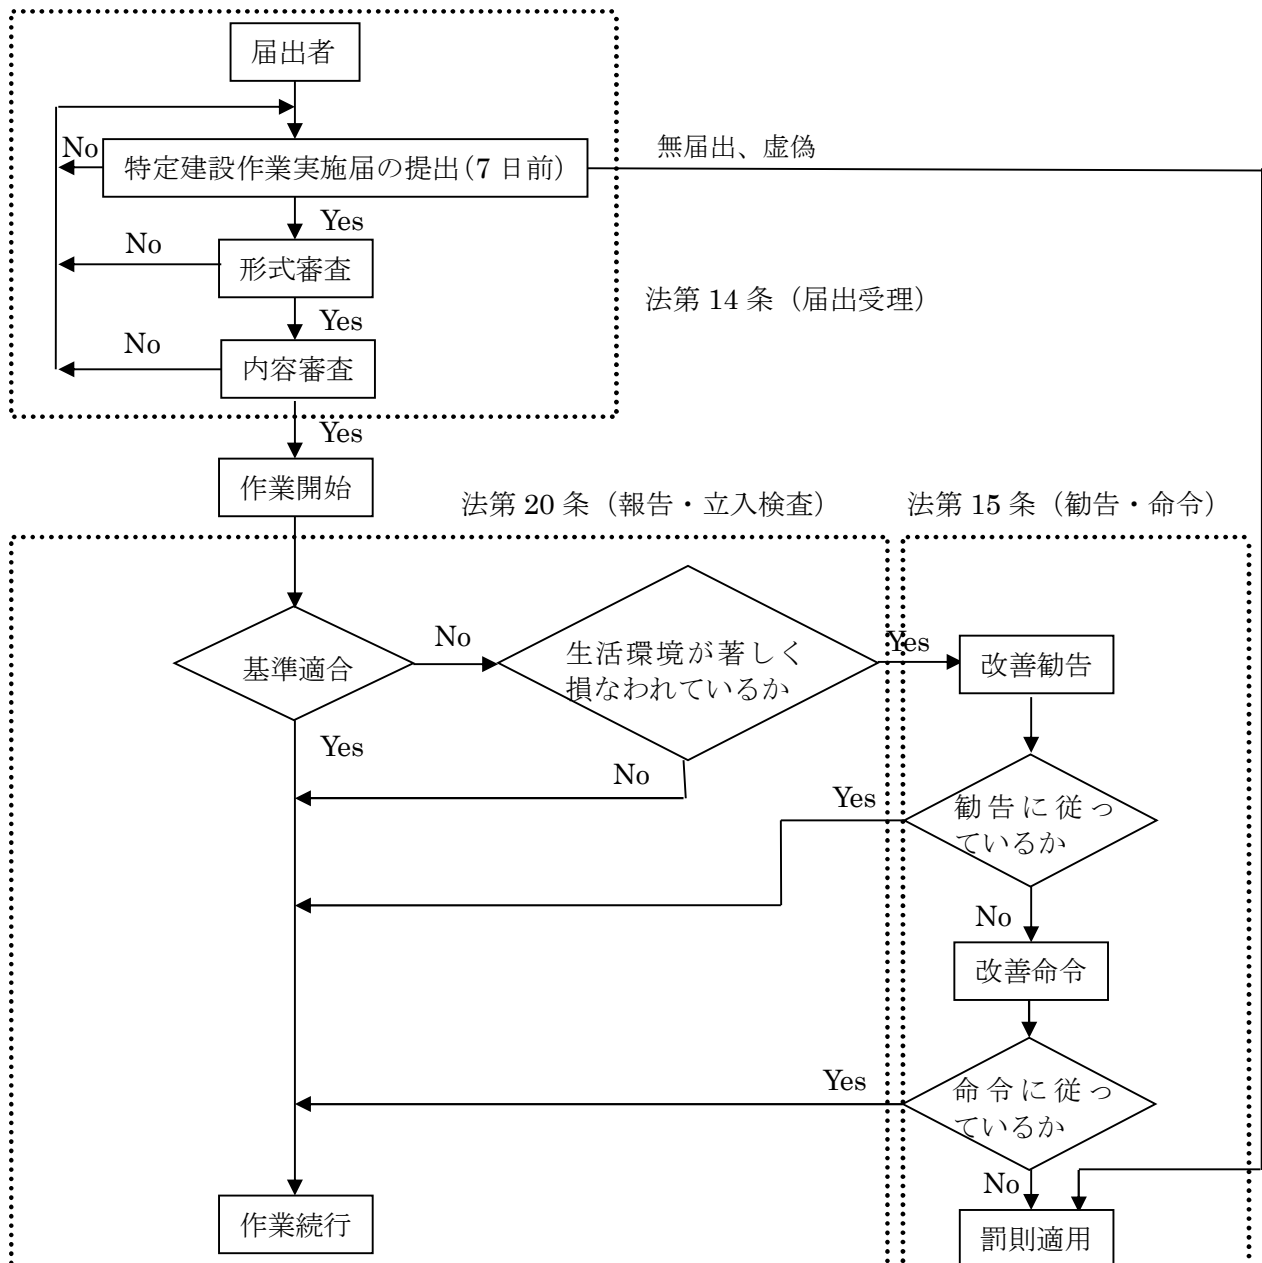 届出者
No
特定建設作業実施届の提出(7 日前)
無届出、虚偽
Yes
No
形式審査
法第 14 条（届出受理）
Yes
No
内容審査
Yes
作業開始
法第 20 条（報告・立入検査）
法第 15 条（勧告・命令）
基準適合
No
生活環境が著しく
損なわれているか
Yes
改善勧告
Yes
No
Yes
勧告に従っ
ているか
No
改善命令
Yes
命令に従っ
ているか
No
作業続行
罰則適用